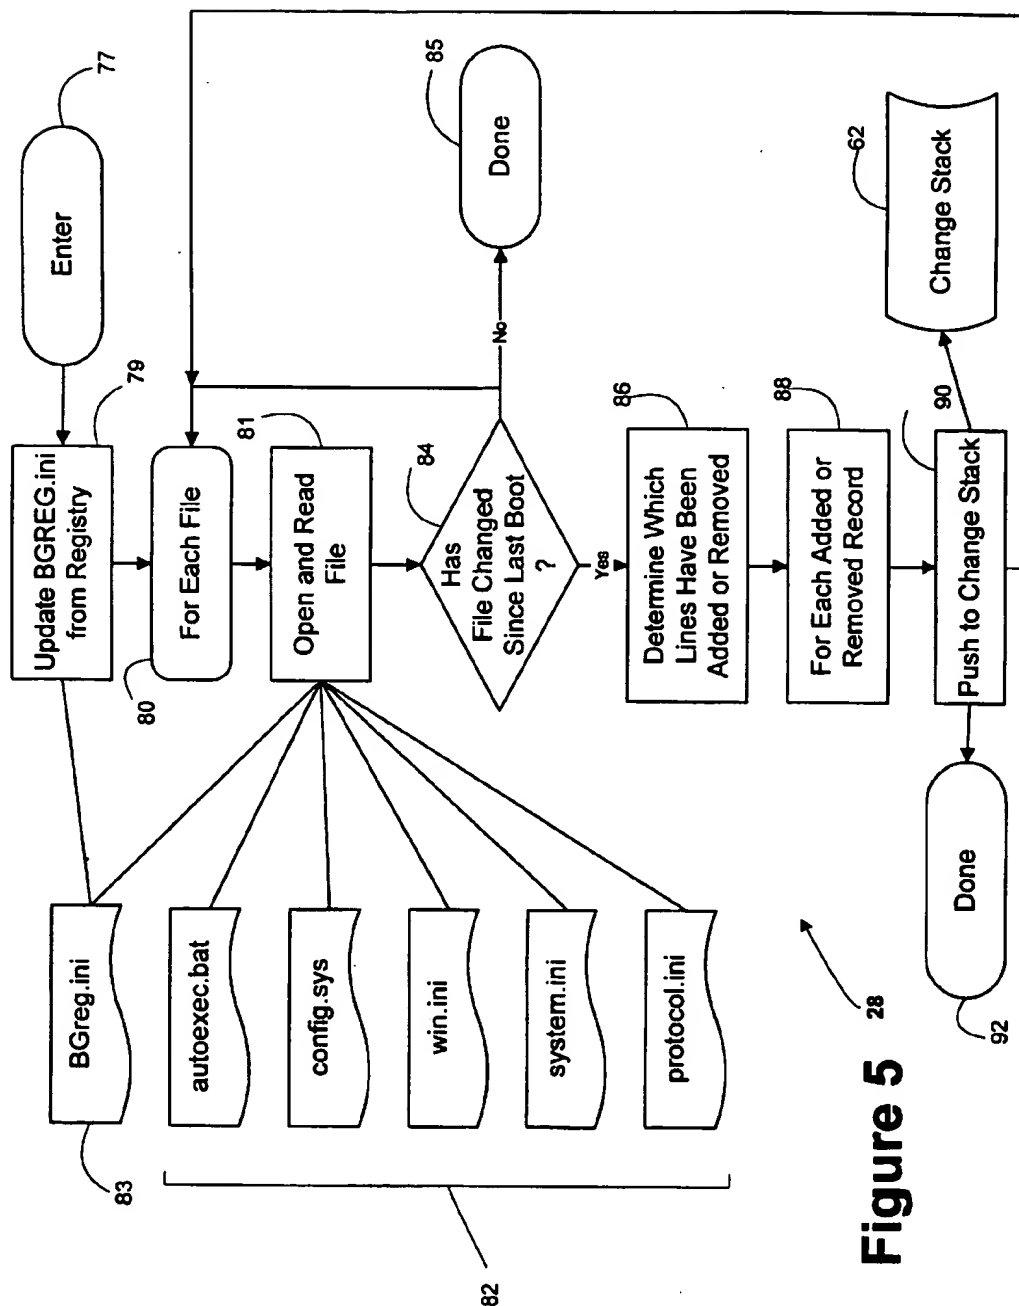 77
Enter
79
Update BGREG.ini
from Registry
80
For Each File
81
Open and Read
File
84
Has
File Changed
Since Last Boot
?
No
85
Done
Yes
86
Determine Which
Lines Have Been
Added or Removed
88
For Each Added or
Removed Record
90
Push to Change Stack
62
Change Stack
92
Done
83
BGreg.ini
autoexec.bat
config.sys
win.ini
system.ini
protocol.ini
82
28
Figure 5